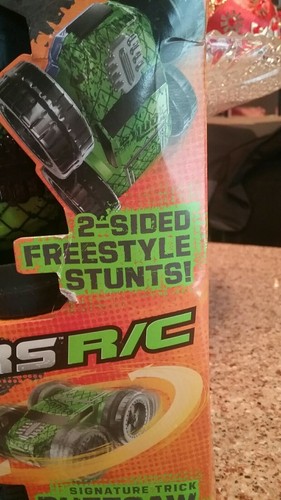 2-SIDED
FREESTYLE
STUNTS!
RS R/C
SIGNATURE TRICK